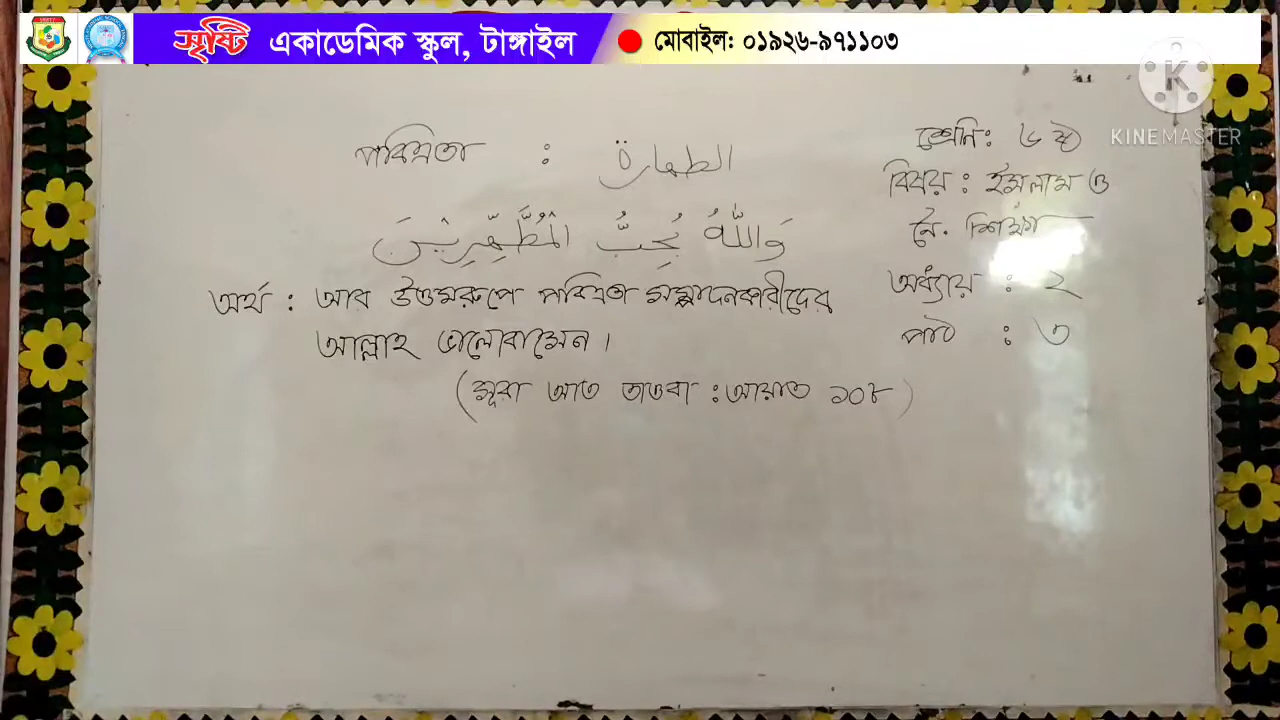 সৃষ্টি একাডেমিক স্কুল, টাঙ্গাইল মোবাইল: ০১৯২৬-৯৭১১০৩
KINEMASTER
শ্রেনি: ৬ষ্ঠ
বিষয় : ইসলাম ও
নৈ. শিক্ষা
অধ্যায় : ২
পাঠ : ৩
পবিত্রতা : الطهارة
وَاللّٰهُ يُحِبُّ الْمُطَّهِّرِيْنَ
অর্থ : আর উত্তমরুপে পবিত্রতা সম্পাদনকারীদের
আল্লাহ ভালোবাসেন।
(সূরা আত তাওবা : আয়াত ১০৮)